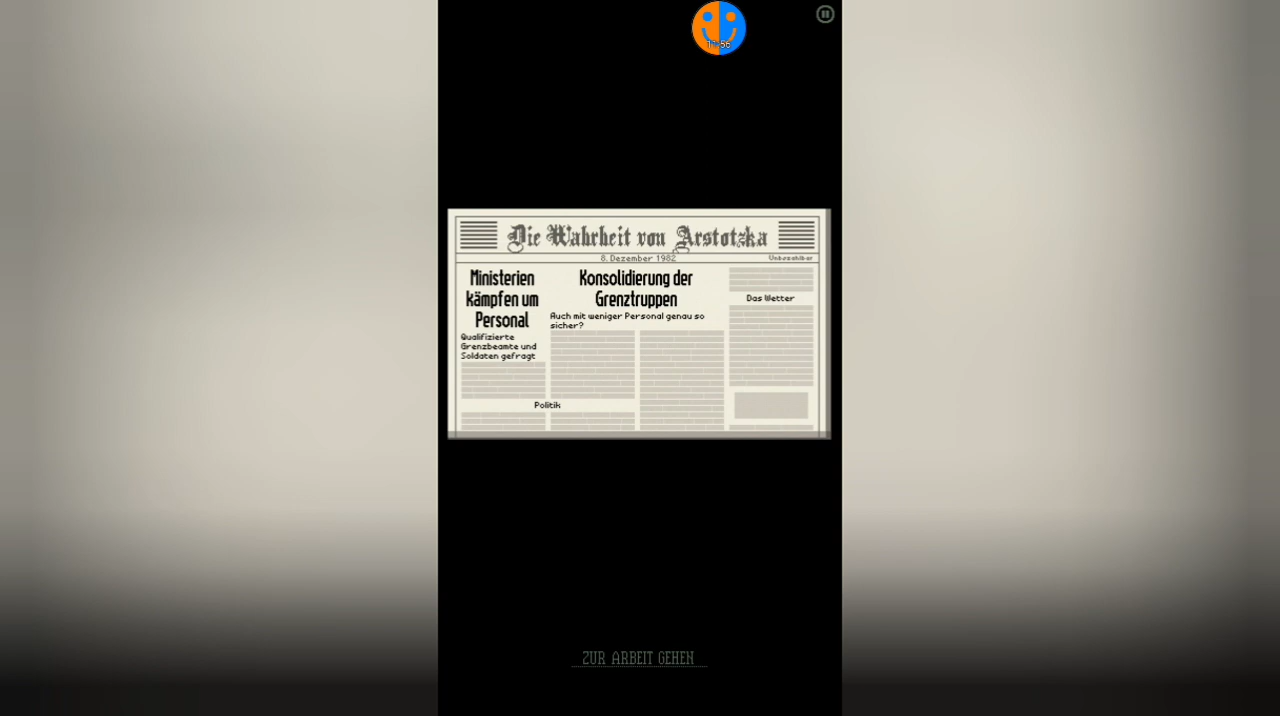 Die Wahrheit von Arstotzka
8. Dezember 1982
Unbezahlbar
Ministerien
kämpfen um
Personal
Qualifizierte
Grenzbeamte und
Soldaten gefragt
Konsolidierung der
Grenztruppen
Auch mit weniger Personal genau so
sicher?
Das Wetter
Politik
ZUR ARBEIT GEHEN